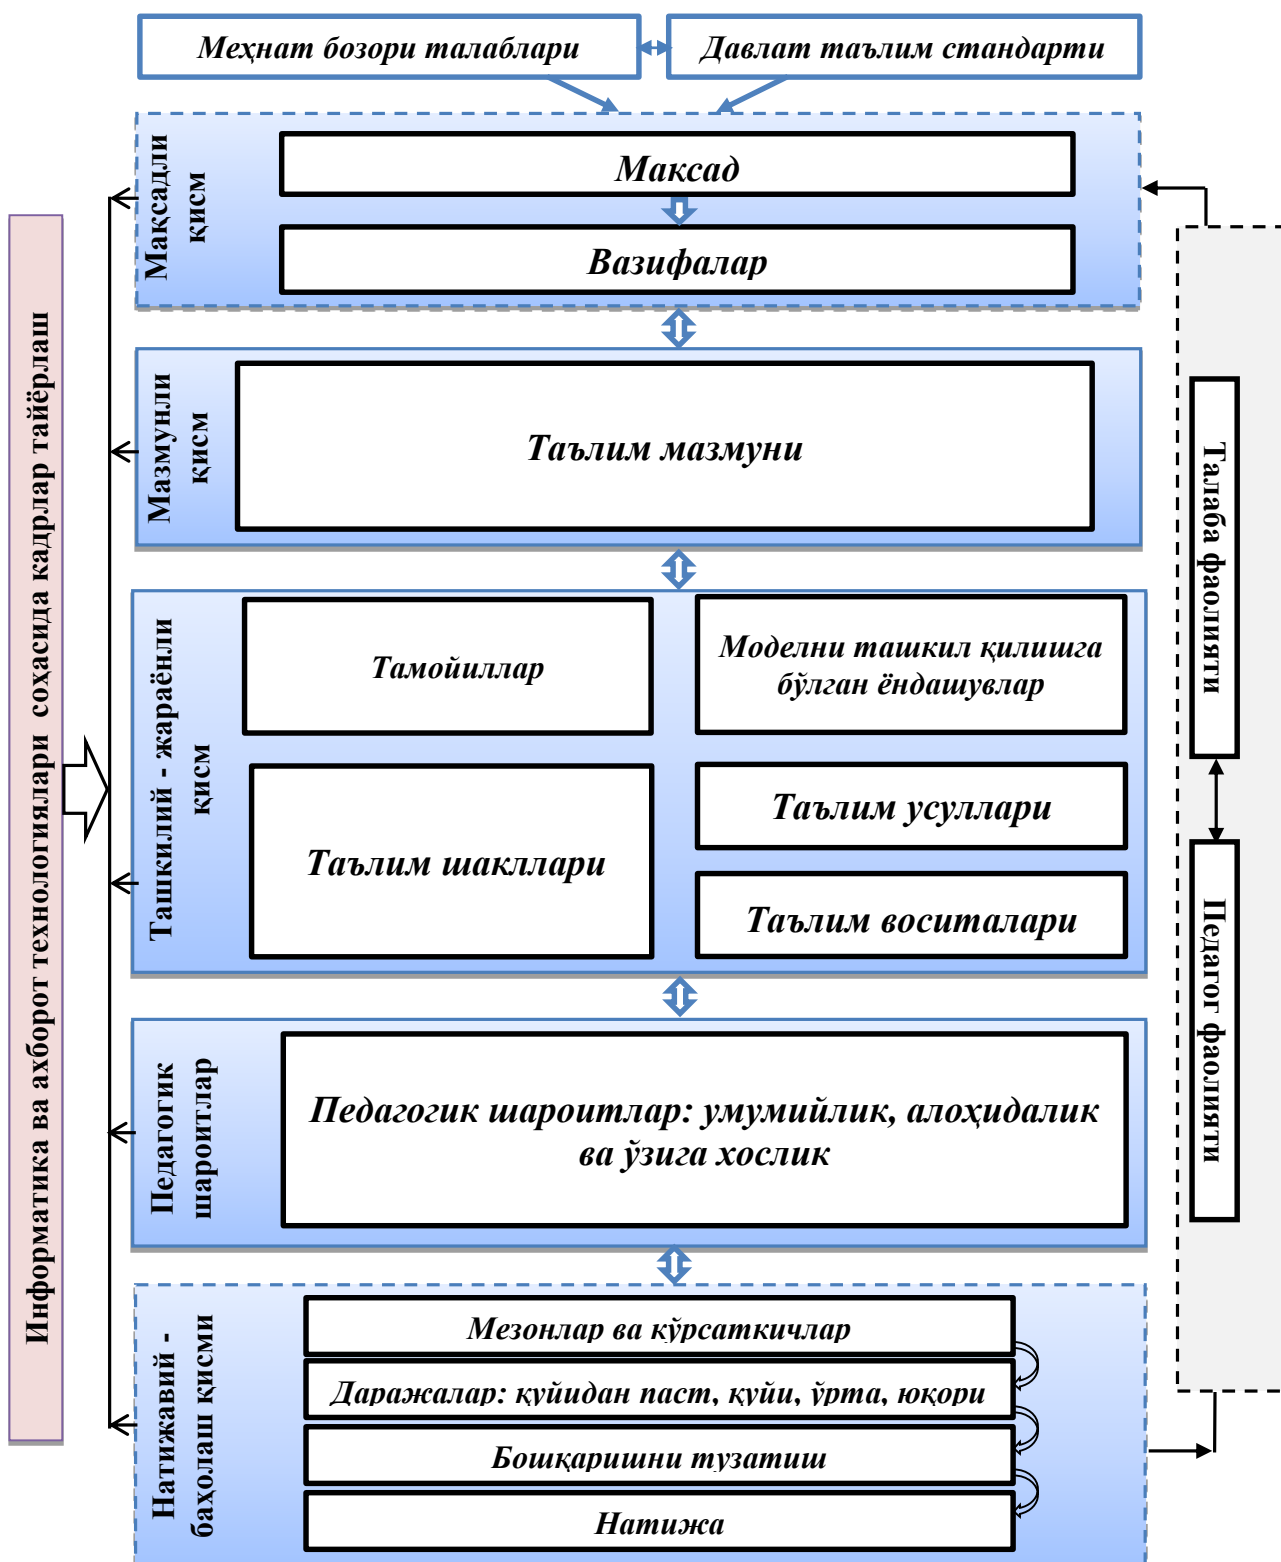 Меҳнат бозори талаблари
Давлат таълим стандарти
Мақсадли
қисм
Мақсад
Вазифалар
Информатика ва ахборот технологиялари соҳасида кадрлар тайёрлаш
Мазмунли
қисм
Таълим мазмуни
Талаба фаолияти
Ташкилий - жараёнли
қисм
Тамойиллар
Моделни ташкил қилишга
бўлган ёндашувлар
Таълим шакллари
Таълим усуллари
Таълим воситалари
Педагог фаолияти
Педагогик
шароитлар
Педагогик шароитлар: умумийлик, алоҳидалик
ва ўзига хослик
Натижавий -
баҳолаш қисми
Мезонлар ва кўрсаткичлар
Даражалар: қуйидан паст, қуйи, ўрта, юқори
Бошқаришни тузатиш
Натижа